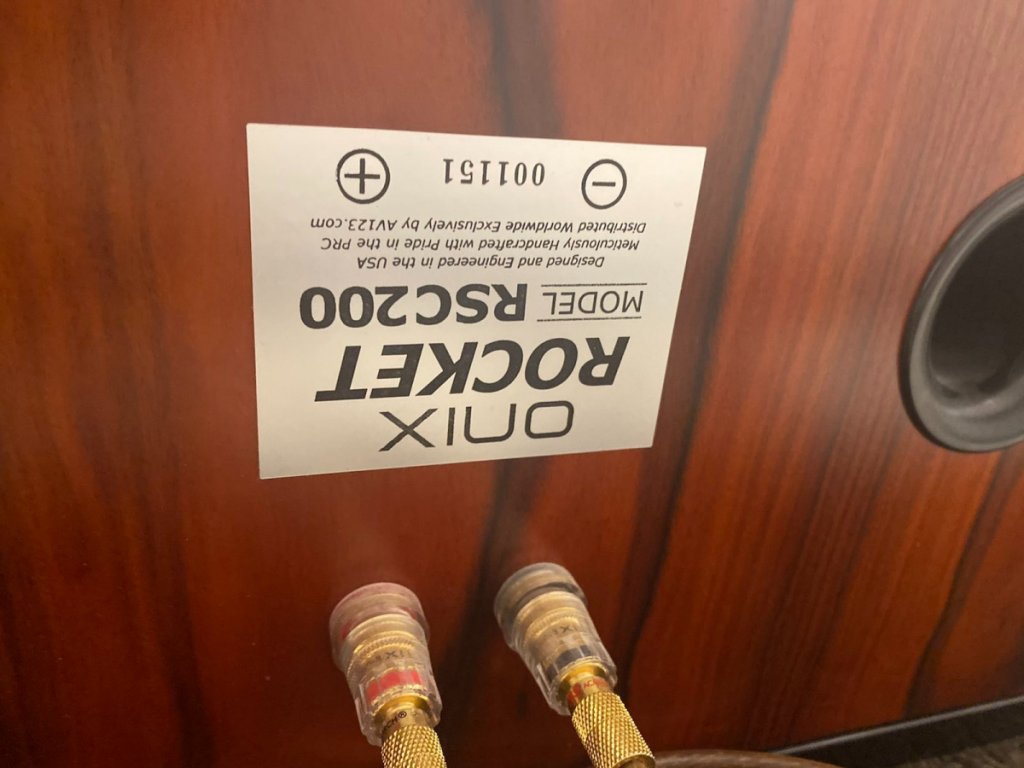 ONIX
ROCKET
MODEL RSC200
Designed and Engineered in the USA
Meticulously Handcrafted with Pride in the PRC
Distributed Worldwide Exclusively by AV123.com
001151